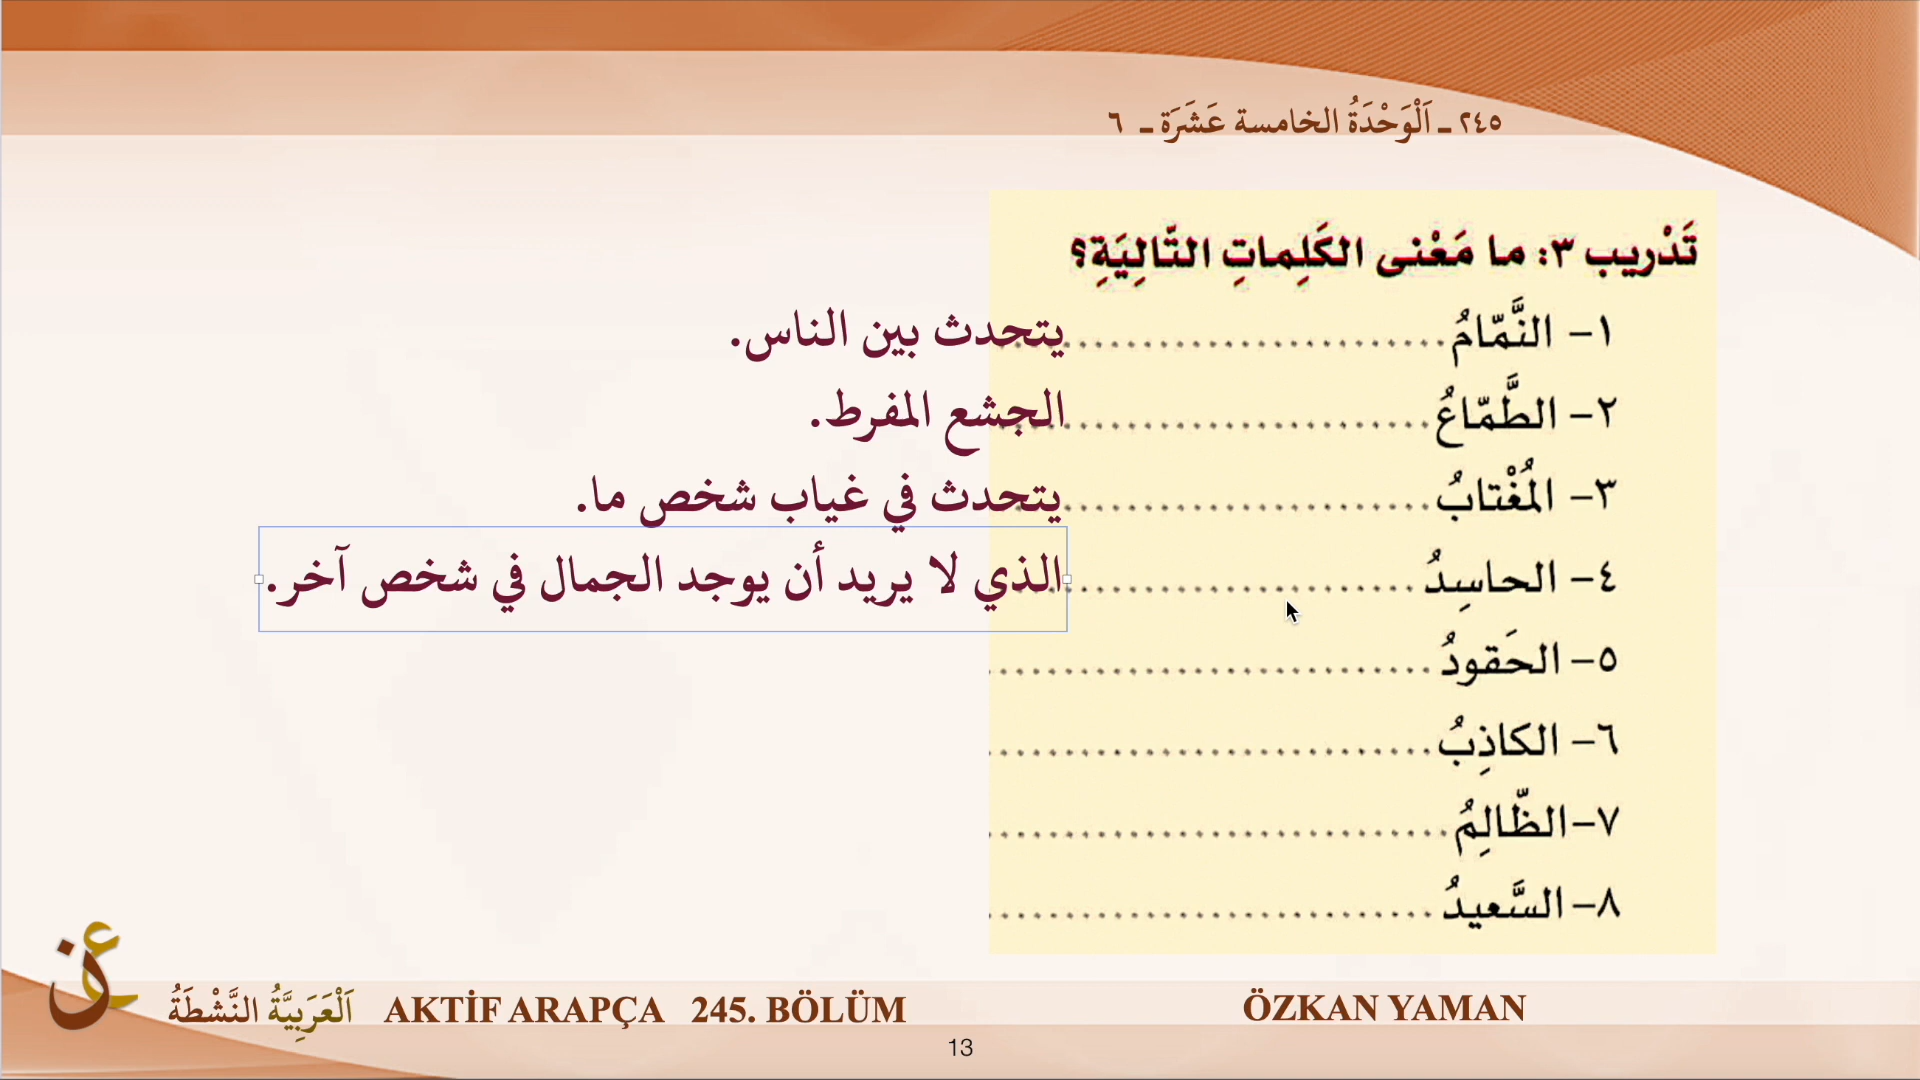 ٢٤٥ ـ اَلْوَحْدَةُ الخامسة عَشَرَة ـ ٦
تَدْريب ٣: ما مَعْنى الكَلِماتِ التّالِيَةِ؟
١- النَّمّامُ ........................ يتحدث بين الناس.
٢- الطَّمّاعُ ........................ الجشع المفرط.
٣- المُغْتابُ ........................ يتحدث في غياب شخص ما.
٤- الحاسِدُ ........................ الذي لا يريد أن يوجد الجمال في شخص آخر.
٥- الحَقودُ ........................
٦- الكاذِبُ ........................
٧-الظّالِمُ ........................
٨-السَّعيدُ ........................
اَلْعَرَبِيَّةُ النَّشْطَةُ AKTİF ARAPÇA 245. BÖLÜM ÖZKAN YAMAN
13